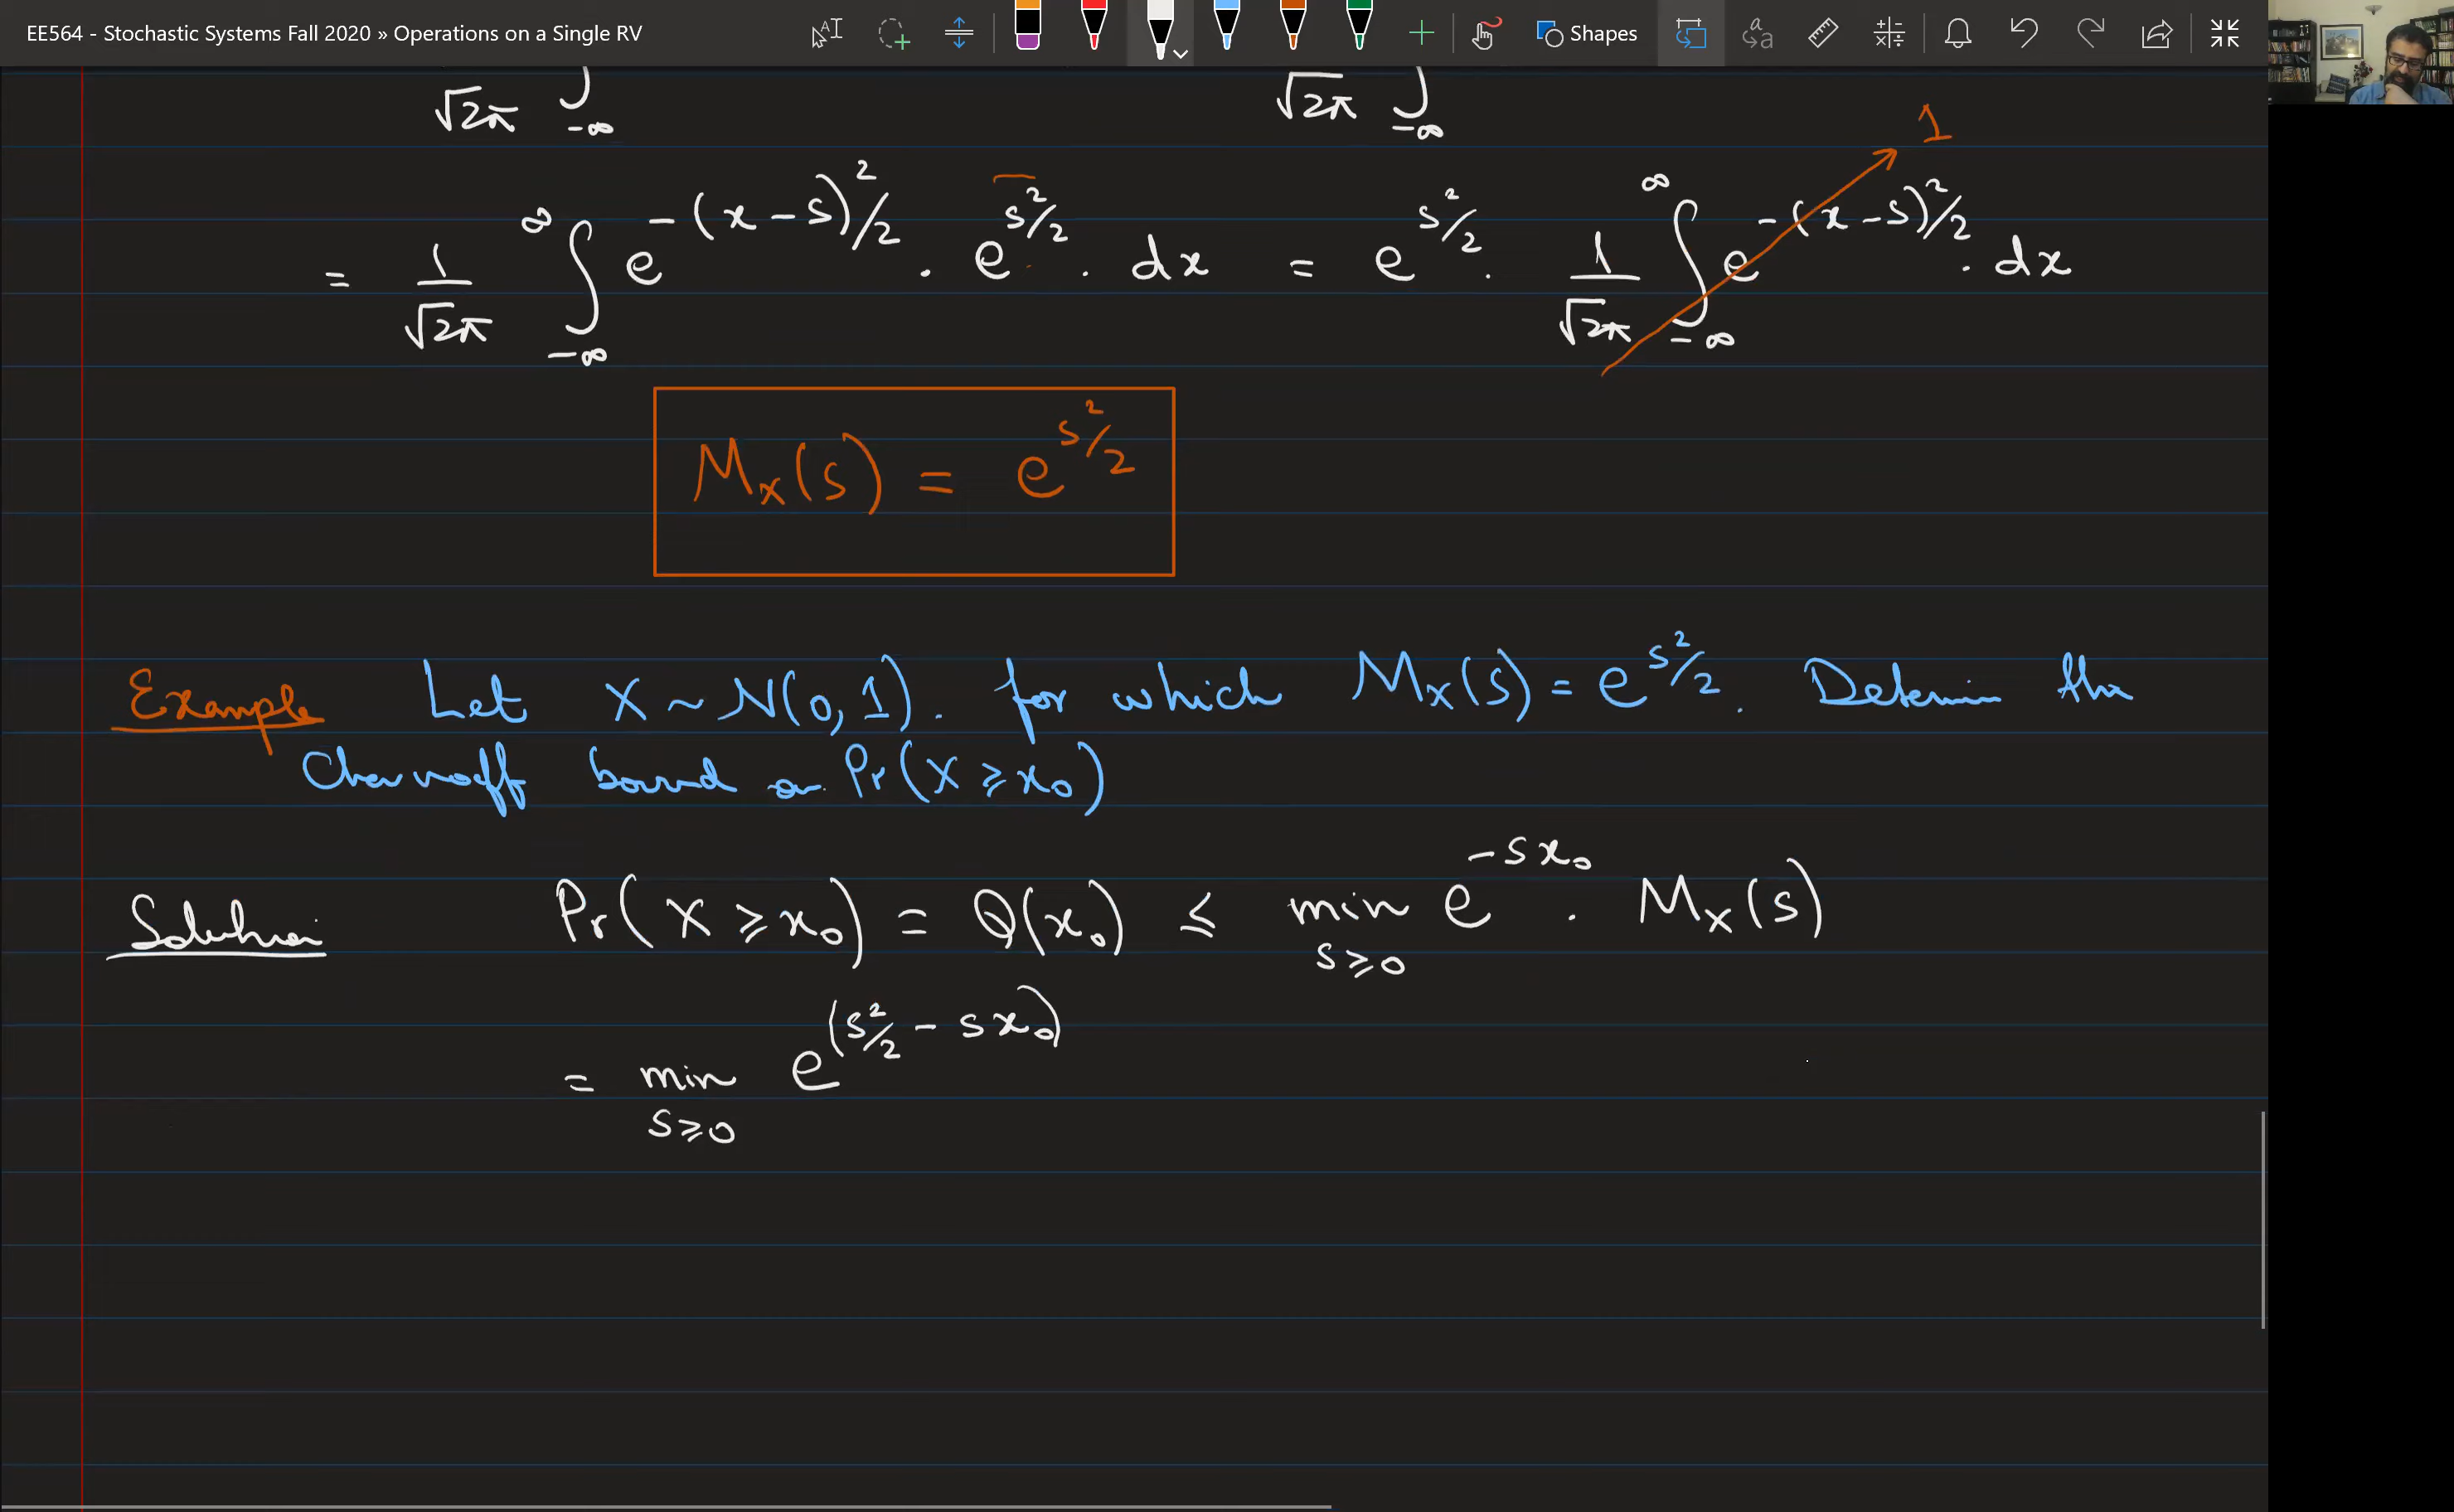 EE564 - Stochastic Systems Fall 2020 » Operations on a Single RV
Shapes
√2π ∫ -∞ √2π ∫ -∞
1
= 1/√2π ∫_{-∞}^{∞} e^{-(x-s)²/2} · e^{s²/2} · dx = e^{s²/2} · 1/√2π ∫_{-∞}^{∞} e^{-(x-s)²/2} · dx
M_X(s) = e^{s²/2}
Example Let X ~ N(0, 1). for which M_X(s) = e^{s²/2}. Determin the
Chernoff bound on Pr(X ≥ x₀)
Solution Pr(X ≥ x₀) = Q(x₀) ≤ min_{s≥0} e^{-sx₀} · M_X(s)
= min_{s≥0} e^{(s²/2 - sx₀)}